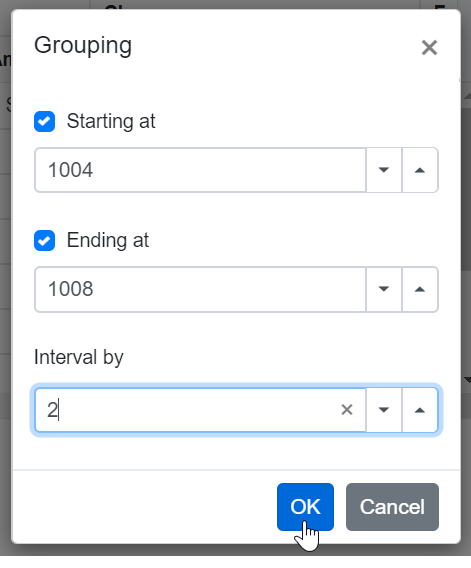 Grouping
Starting at
1004
Ending at
1008
Interval by
2
OK
Cancel